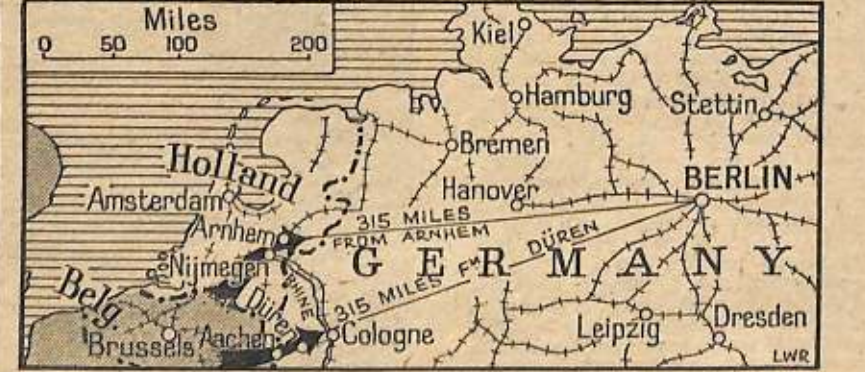 Miles
0 50 100 200
Kiel
Hamburg
Stettin
Bremen
Holland
Hanover
BERLIN
Amsterdam
Arnhem
315 MILES
FROM ARNHEM
Nijmegen
GERMANY
315 MILES FM DÜREN
RHINE
Belg.
Düren
Brussels
Aachen
Cologne
Leipzig
Dresden
LWR